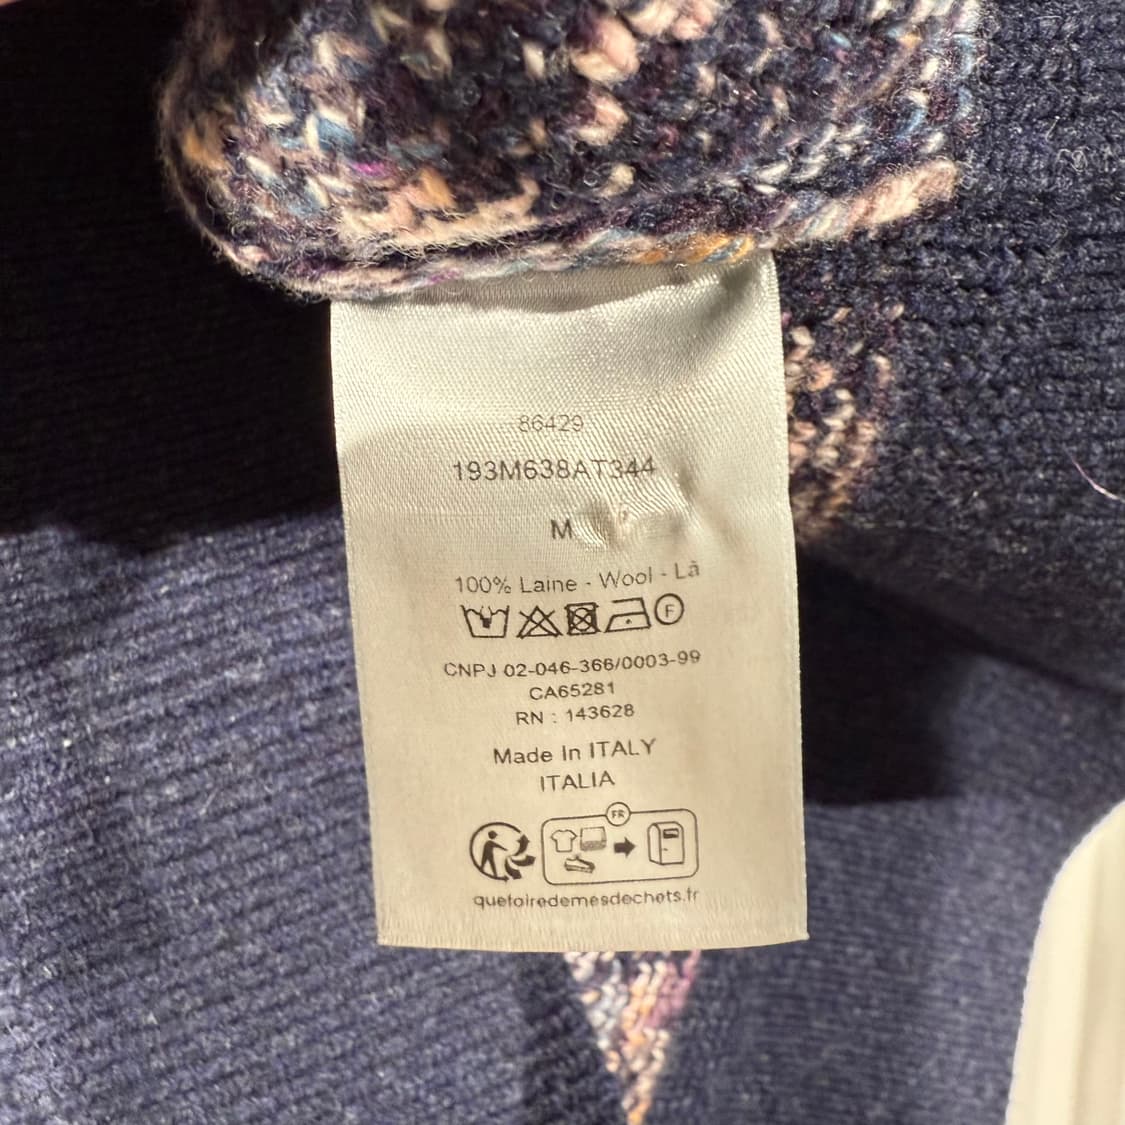 86429
193M638AT344
M
100% Laine - Wool - Lã
F
CNPJ 02-046-366/0003-99
CA65281
RN : 143628
Made In ITALY
ITALIA
FR
quefairedemesdechets.fr